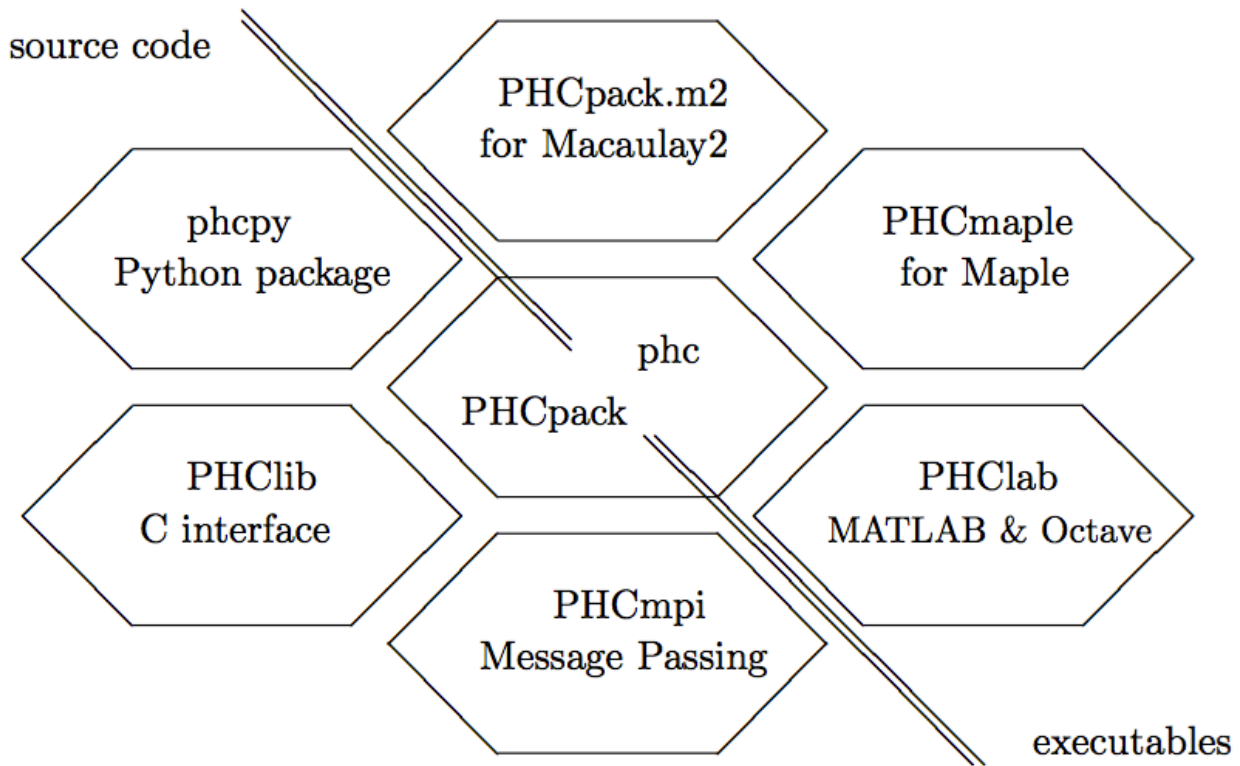 source code
PHCpack.m2
for Macaulay2
phcpy
Python package
PHCmaple
for Maple
phc
PHCpack
PHClib
C interface
PHClab
MATLAB & Octave
PHCmpi
Message Passing
executables